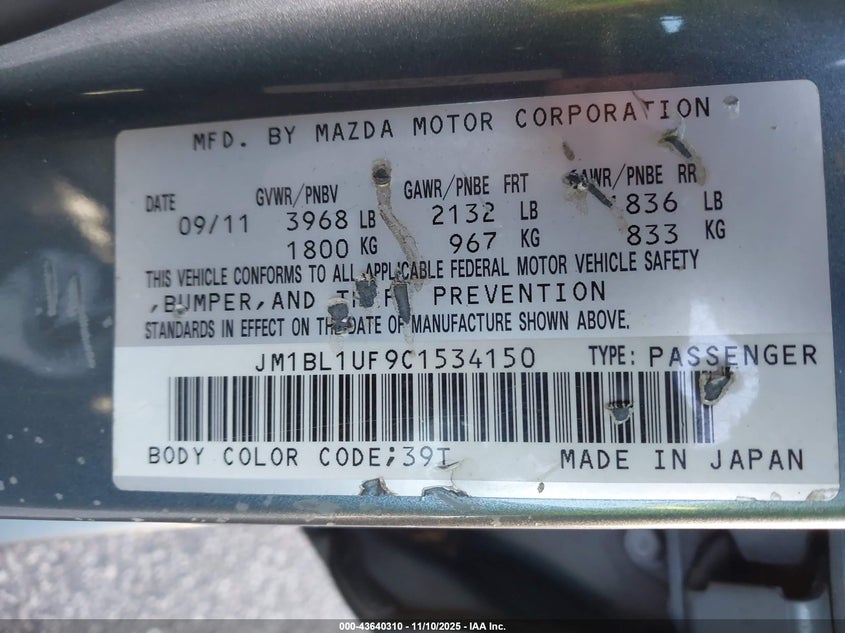 MFD. BY MAZDA MOTOR CORPORATION
DATE GVWR/PNBV GAWR/PNBE FRT GAWR/PNBE RR
09/11 3968 LB 2132 LB 836 LB
1800 KG 967 KG 833 KG
THIS VEHICLE CONFORMS TO ALL APPLICABLE FEDERAL MOTOR VEHICLE SAFETY
,BUMPER,AND THEFT PREVENTION
STANDARDS IN EFFECT ON THE DATE OF MANUFACTURE SHOWN ABOVE.
JM1BL1UF9C1534150 TYPE: PASSENGER
BODY COLOR CODE;39T MADE IN JAPAN
000-43640310 — 11/10/2025 — IAA Inc.